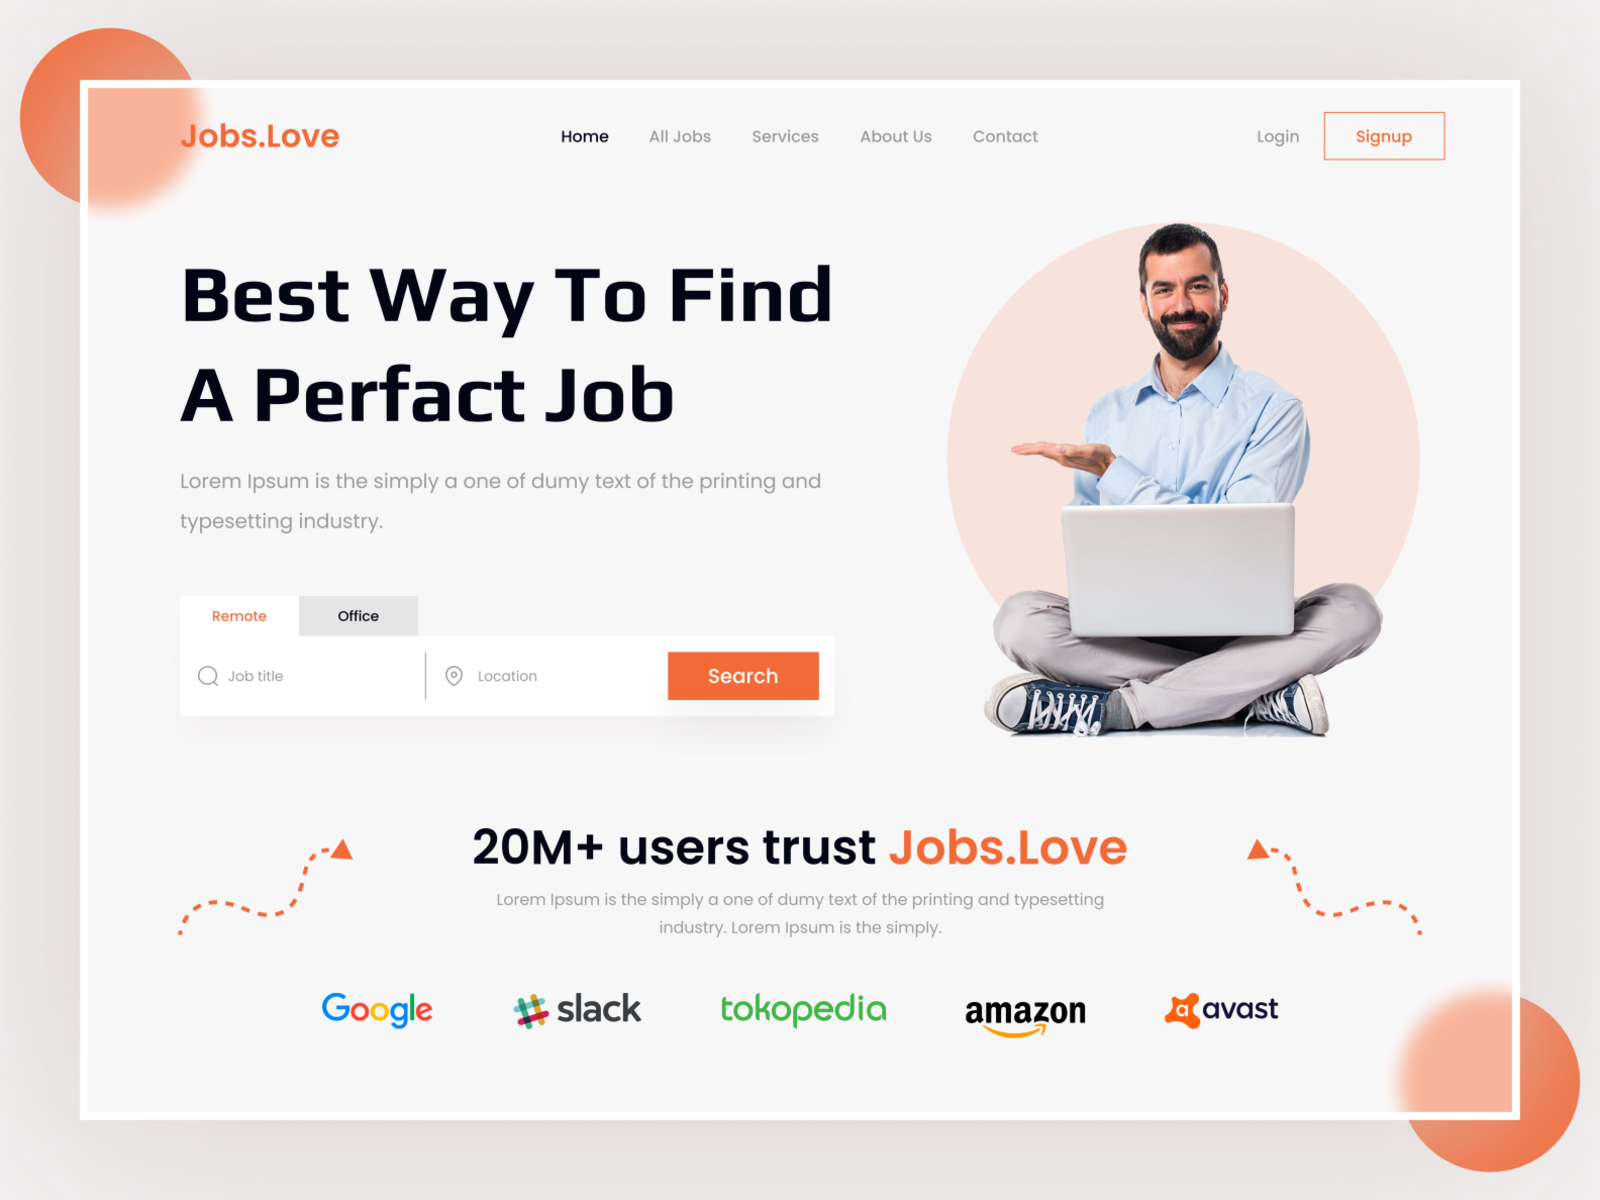 Jobs.Love
Home
All Jobs
Services
About Us
Contact
Login
Signup
Best Way To Find
A Perfact Job
Lorem Ipsum is the simply a one of dumy text of the printing and
typesetting industry.
Remote
Office
Job title
Location
Search
20M+ users trust Jobs.Love
Lorem Ipsum is the simply a one of dumy text of the printing and typesetting
industry. Lorem Ipsum is the simply.
Google
slack
tokopedia
amazon
a avast